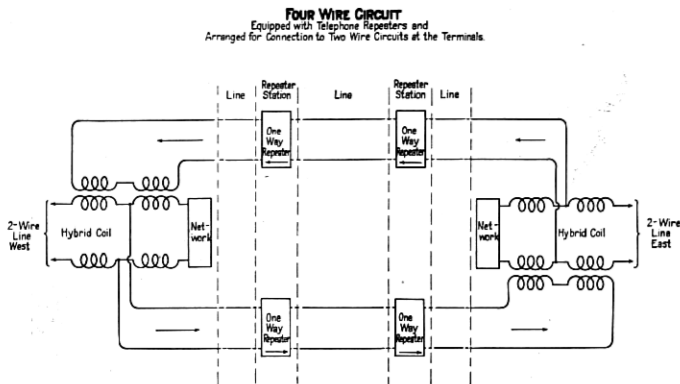 FOUR WIRE CIRCUIT
Equipped with Telephone Repeaters and
Arranged for Connection to Two Wire Circuits at the Terminals.
Line
Repeater
Station
Line
Repeater
Station
Line
One
Way
Repeater
One
Way
Repeater
2-Wire
Line
West
Hybrid Coil
Net-
work
Net-
work
Hybrid Coil
2-Wire
Line
East
One
Way
Repeater
One
Way
Repeater